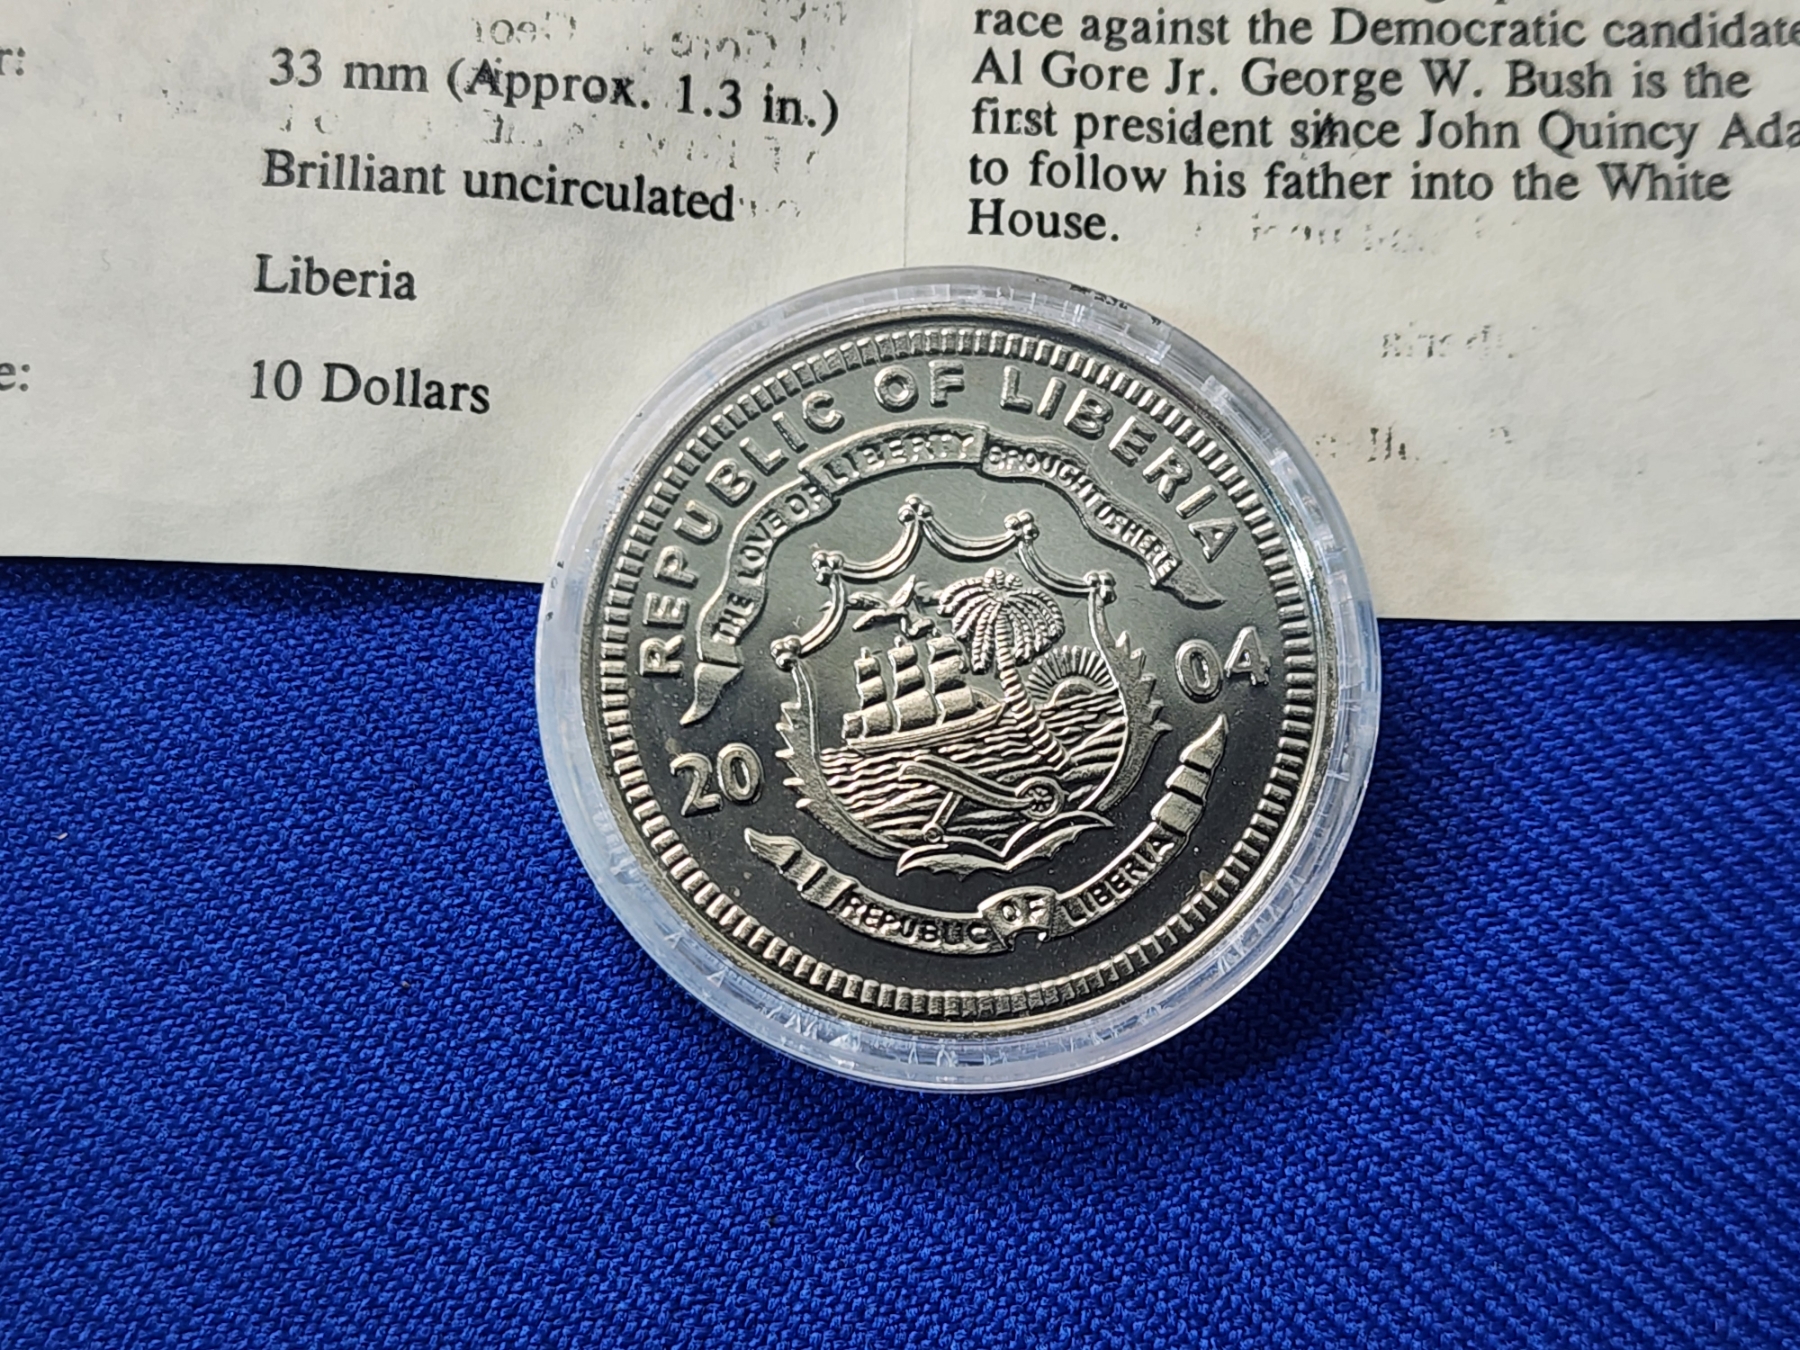 r:
33 mm (Approx. 1.3 in.)
Brilliant uncirculated
Liberia
e:
10 Dollars
race against the Democratic candidate
Al Gore Jr. George W. Bush is the
first president since John Quincy Ada
to follow his father into the White
House.
REPUBLIC OF LIBERIA
THE LOVE OF LIBERTY BROUGHT US HERE
20 04
REPUBLIC OF LIBERIA